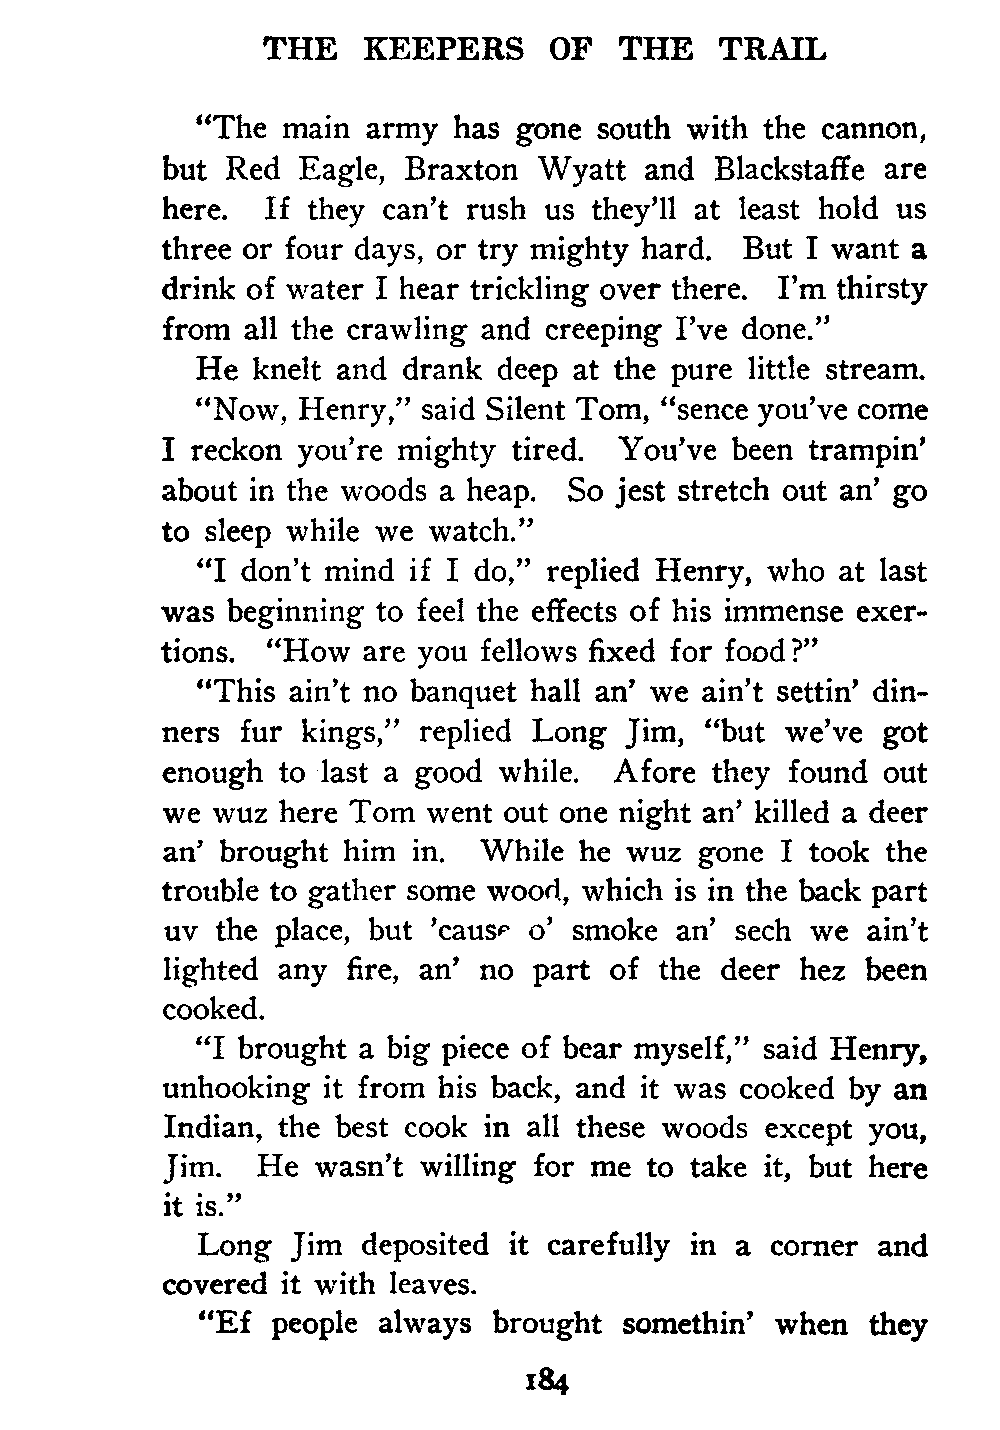 THE KEEPERS OF THE TRAIL
“The main army has gone south with the cannon,
but Red Eagle, Braxton Wyatt and Blackstaffe are
here. If they can't rush us they'll at least hold us
three or four days, or try mighty hard. But I want a
drink of water I hear trickling over there. I'm thirsty
from all the crawling and creeping I've done.”
He knelt and drank deep at the pure little stream.
“Now, Henry,” said Silent Tom, “sence you've come
I reckon you're mighty tired. You've been trampin'
about in the woods a heap. So jest stretch out an' go
to sleep while we watch.”
“I don't mind if I do,” replied Henry, who at last
was beginning to feel the effects of his immense exer-
tions. “How are you fellows fixed for food?”
“This ain't no banquet hall an' we ain't settin' din-
ners fur kings,” replied Long Jim, “but we've got
enough to last a good while. Afore they found out
we wuz here Tom went out one night an' killed a deer
an' brought him in. While he wuz gone I took the
trouble to gather some wood, which is in the back part
uv the place, but 'cause o' smoke an' sech we ain't
lighted any fire, an' no part of the deer hez been
cooked.
“I brought a big piece of bear myself,” said Henry,
unhooking it from his back, and it was cooked by an
Indian, the best cook in all these woods except you,
Jim. He wasn't willing for me to take it, but here
it is.”
Long Jim deposited it carefully in a corner and
covered it with leaves.
“Ef people always brought somethin' when they
184